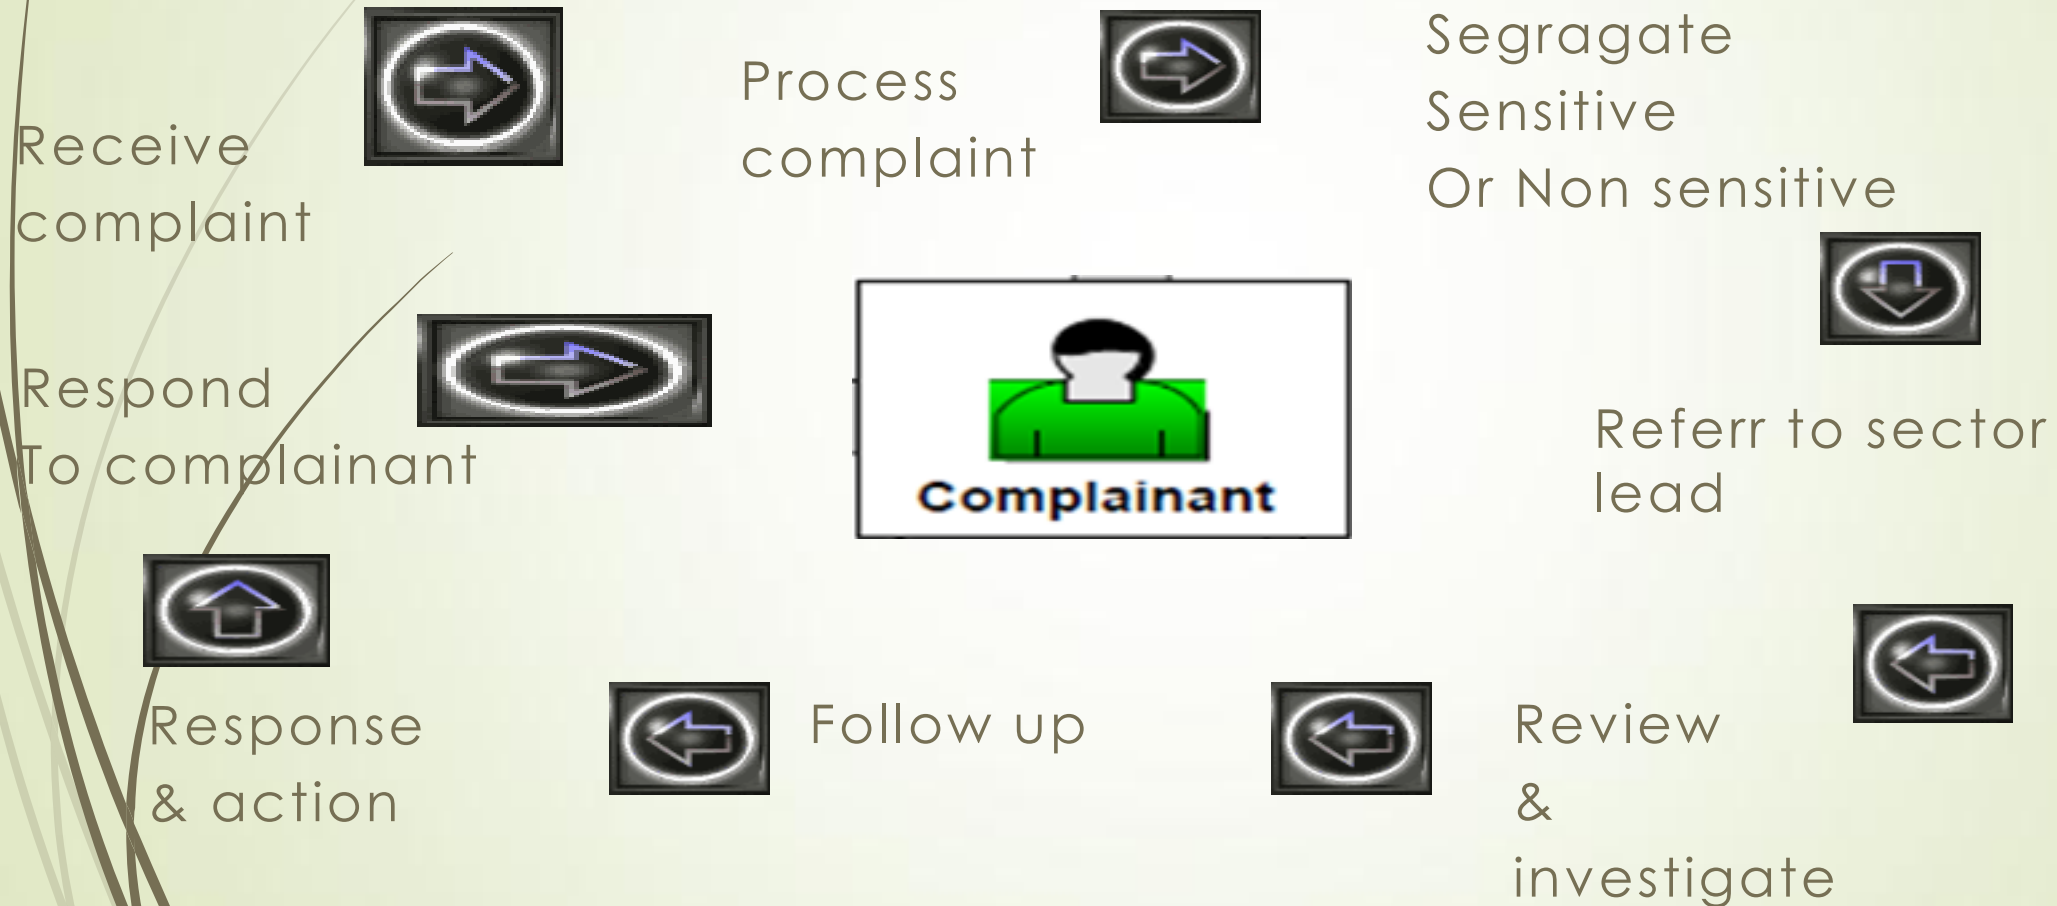 Receive
complaint
Process
complaint
Segragate
Sensitive
Or Non sensitive
Respond
To complainant
Complainant
Referr to sector
lead
Response
& action
Follow up
Review
&
investigate